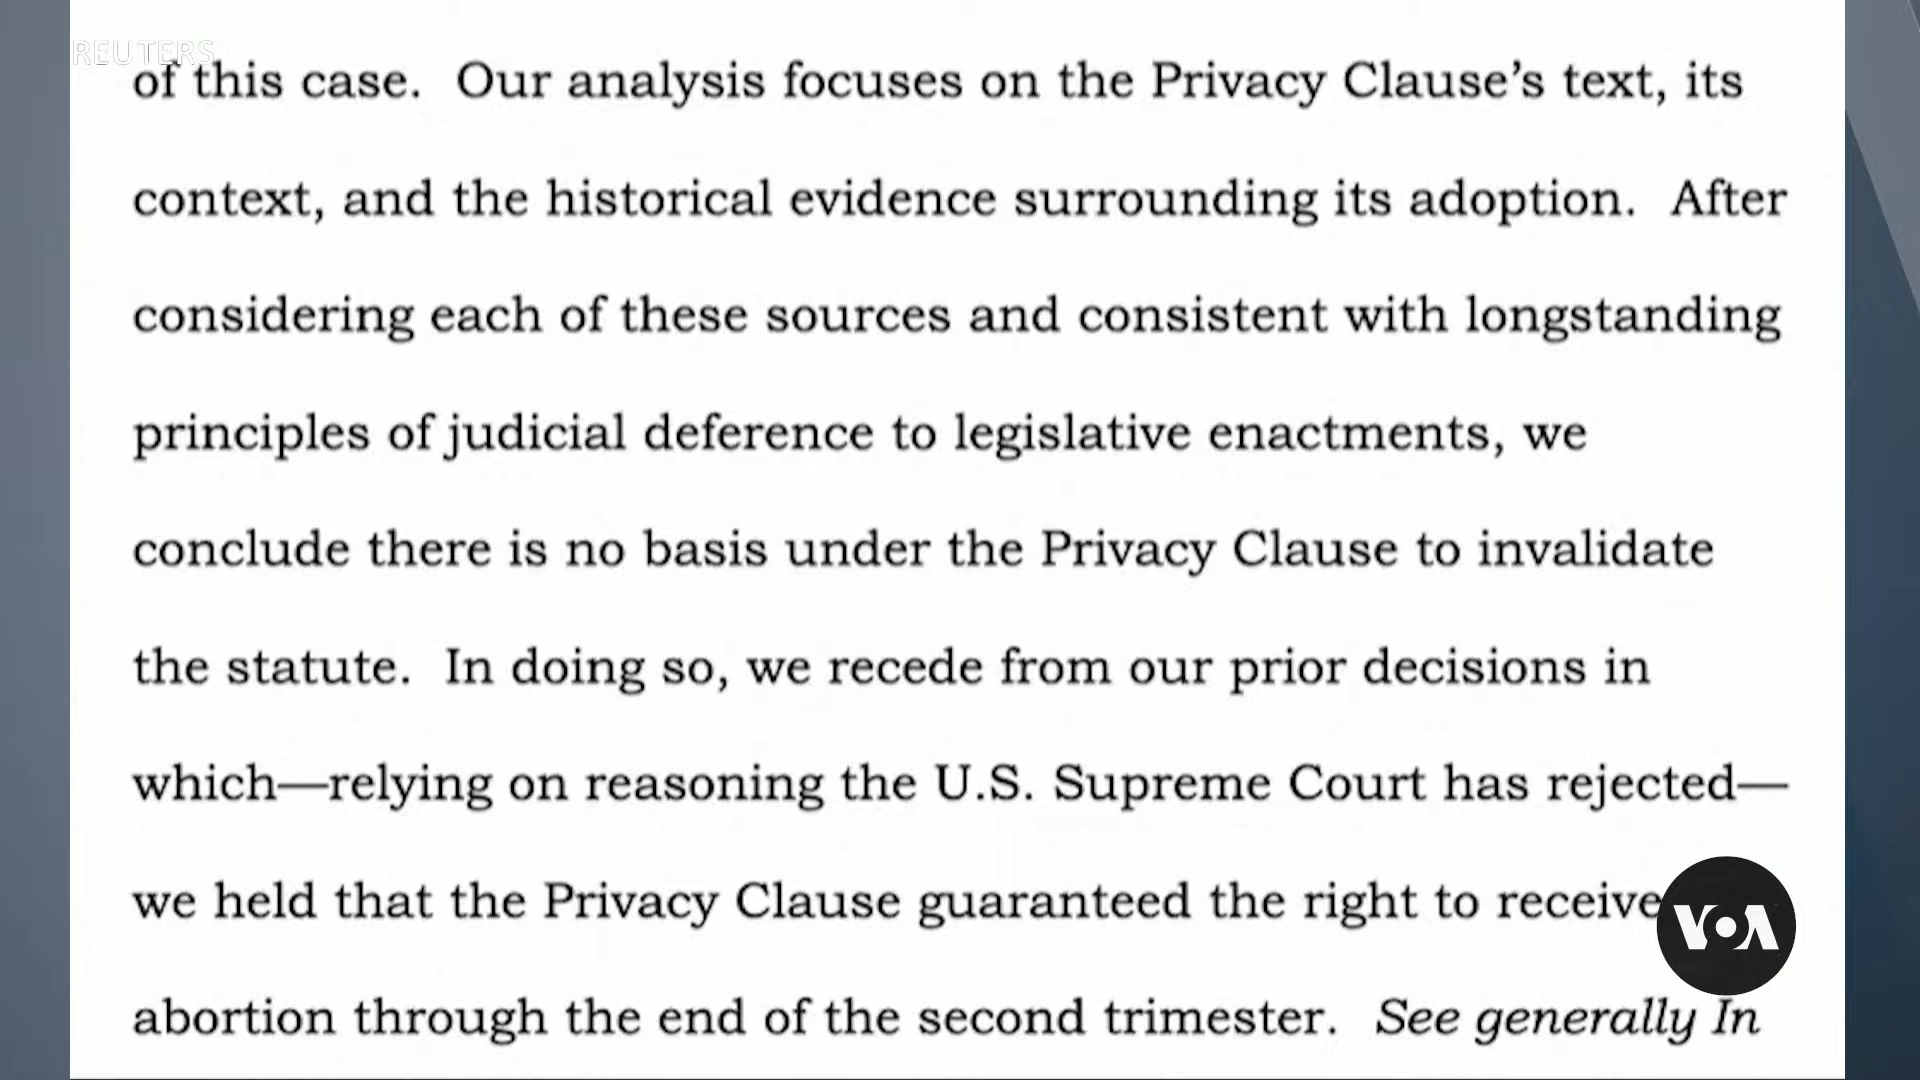 REUTERS
of this case.  Our analysis focuses on the Privacy Clause’s text, its
context, and the historical evidence surrounding its adoption.  After
considering each of these sources and consistent with longstanding
principles of judicial deference to legislative enactments, we
conclude there is no basis under the Privacy Clause to invalidate
the statute.  In doing so, we recede from our prior decisions in
which—relying on reasoning the U.S. Supreme Court has rejected—
we held that the Privacy Clause guaranteed the right to receive
VOA
abortion through the end of the second trimester.  See generally In